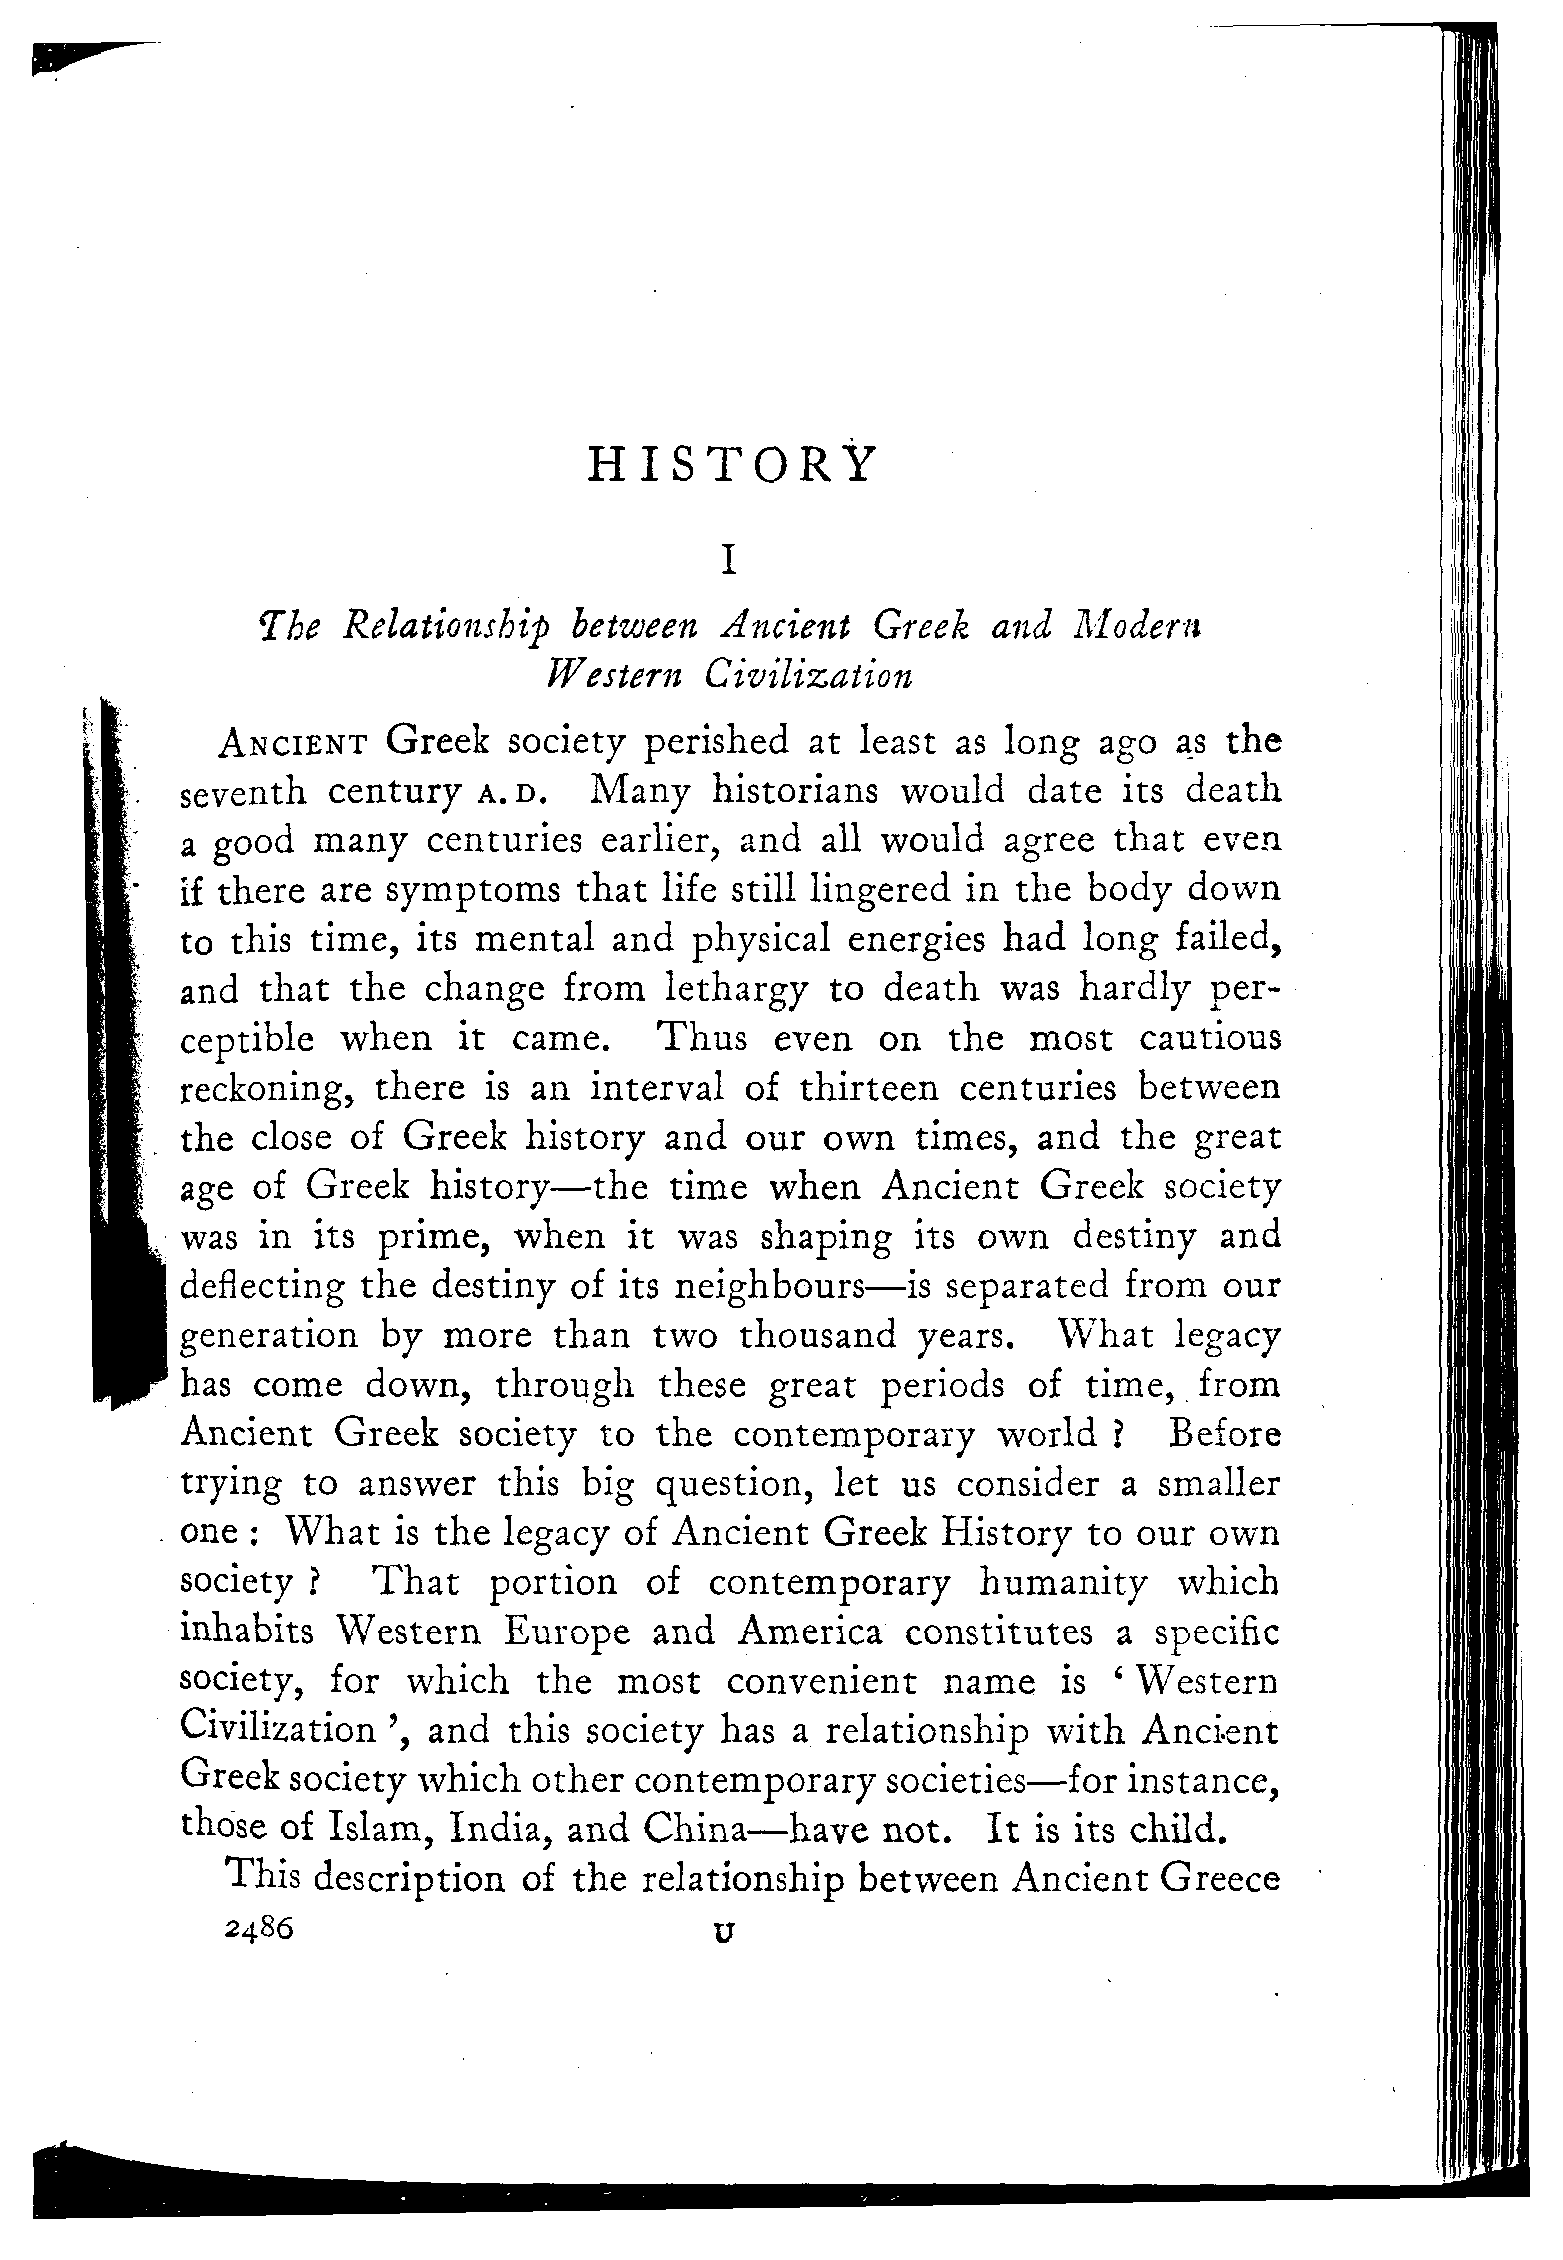 HISTORY
I
The Relationship between Ancient Greek and Modern
Western Civilization
ANCIENT Greek society perished at least as long ago as the
seventh century A.D. Many historians would date its death
a good many centuries earlier, and all would agree that even
if there are symptoms that life still lingered in the body down
to this time, its mental and physical energies had long failed,
and that the change from lethargy to death was hardly per-
ceptible when it came. Thus even on the most cautious
reckoning, there is an interval of thirteen centuries between
the close of Greek history and our own times, and the great
age of Greek history—the time when Ancient Greek society
was in its prime, when it was shaping its own destiny and
deflecting the destiny of its neighbours—is separated from our
generation by more than two thousand years. What legacy
has come down, through these great periods of time, from
Ancient Greek society to the contemporary world ? Before
trying to answer this big question, let us consider a smaller
one : What is the legacy of Ancient Greek History to our own
society ? That portion of contemporary humanity which
inhabits Western Europe and America constitutes a specific
society, for which the most convenient name is ‘ Western
Civilization ’, and this society has a relationship with Ancient
Greek society which other contemporary societies—for instance,
those of Islam, India, and China—have not. It is its child.
This description of the relationship between Ancient Greece
2486 U